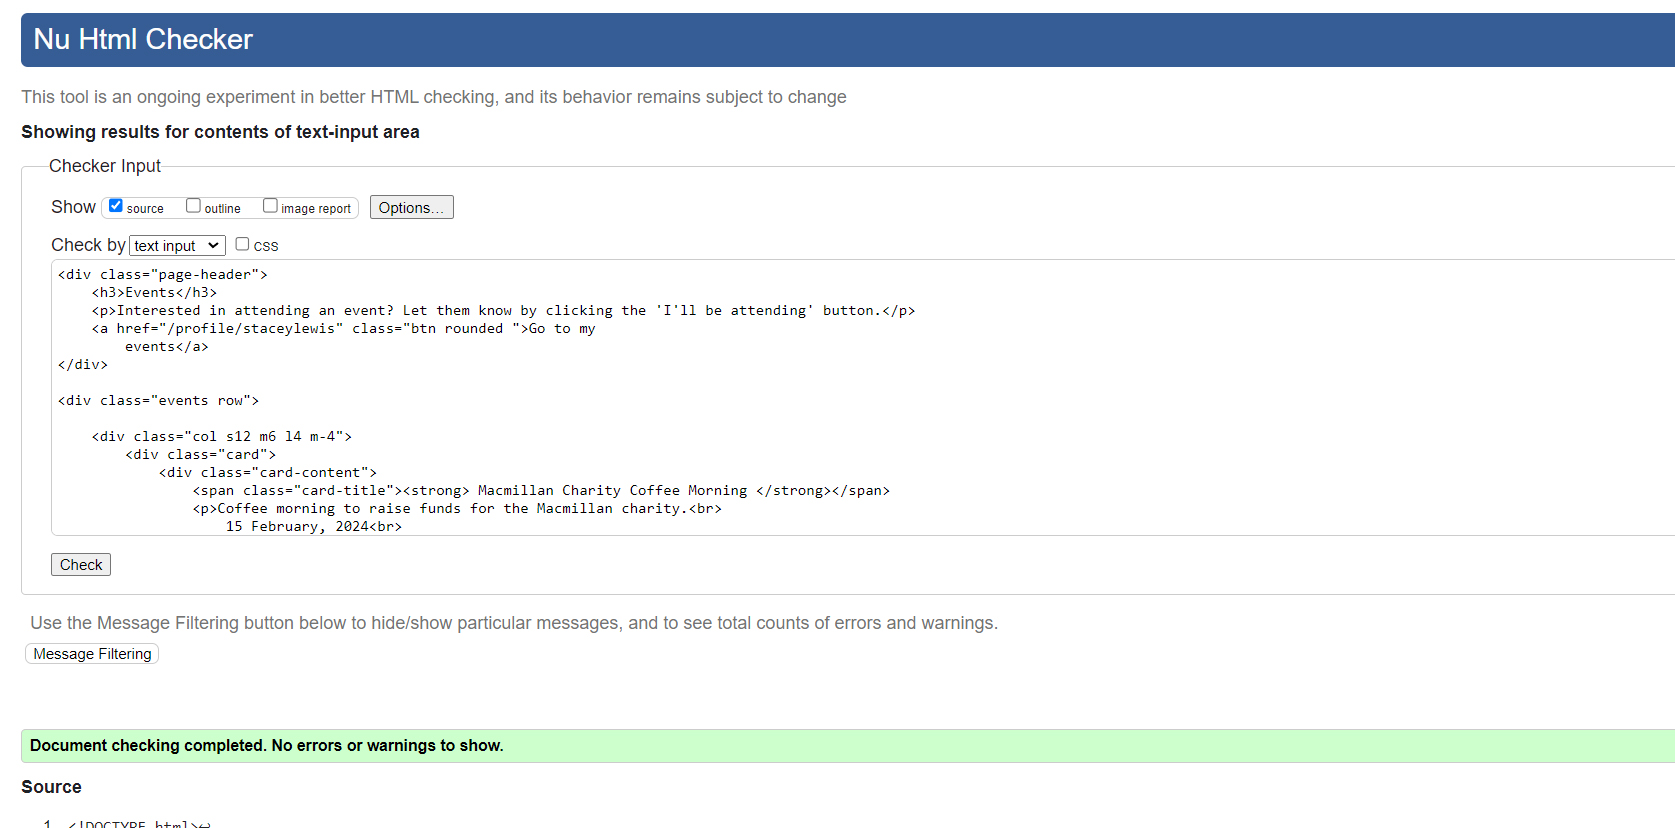 Nu Html Checker
This tool is an ongoing experiment in better HTML checking, and its behavior remains subject to change
Showing results for contents of text-input area
Checker Input
Show source outline image report Options...
Check by text input css
<div class="page-header">
<h3>Events</h3>
<p>Interested in attending an event? Let them know by clicking the 'I'll be attending' button.</p>
<a href="/profile/staceylewis" class="btn rounded ">Go to my
events</a>
</div>
<div class="events row">
<div class="col s12 m6 l4 m-4">
<div class="card">
<div class="card-content">
<span class="card-title"><strong> Macmillan Charity Coffee Morning </strong></span>
<p>Coffee morning to raise funds for the Macmillan charity.<br>
15 February, 2024<br>
Check
Use the Message Filtering button below to hide/show particular messages, and to see total counts of errors and warnings.
Message Filtering
Document checking completed. No errors or warnings to show.
Source
1 <!DOCTYPE html>↩